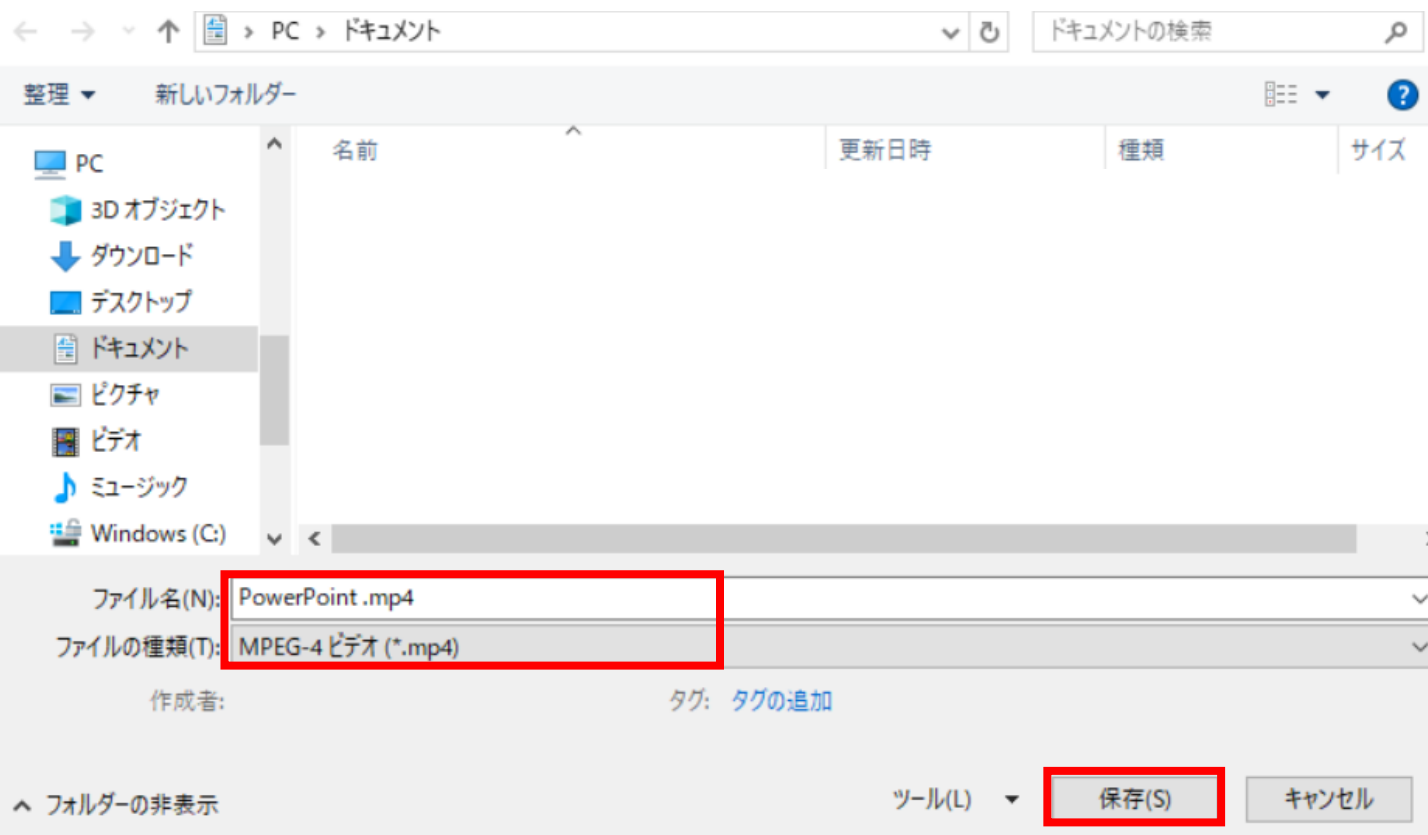 PC › ドキュメント
ドキュメントの検索
整理
新しいフォルダー
名前
更新日時
種類
サイズ
PC
3D オブジェクト
ダウンロード
デスクトップ
ドキュメント
ピクチャ
ビデオ
ミュージック
Windows (C:)
ファイル名(N): PowerPoint .mp4
ファイルの種類(T): MPEG-4 ビデオ (*.mp4)
作成者:
タグ: タグの追加
フォルダーの非表示
ツール(L)
保存(S)
キャンセル